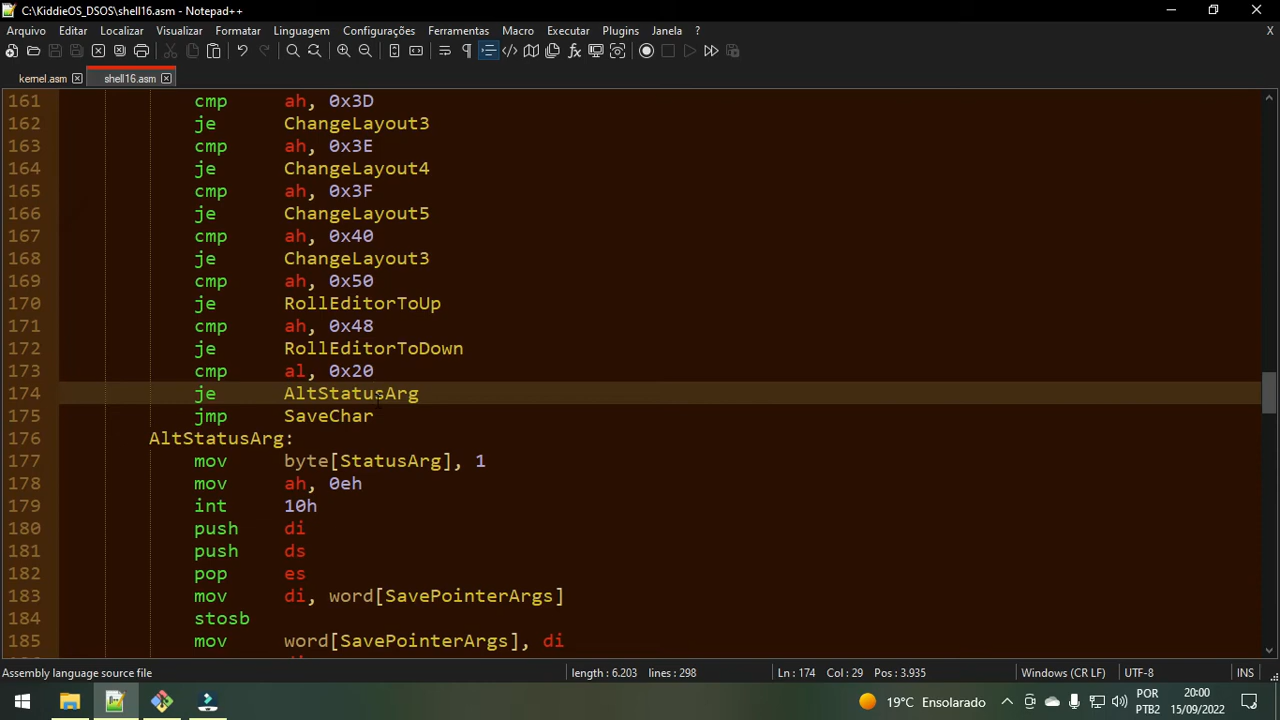 C:\KiddieOS_DSOS\shell16.asm - Notepad++
Arquivo Editar Localizar Visualizar Formatar Linguagem Configurações Ferramentas Macro Executar Plugins Janela ? X
kernel.asm shell16.asm
161 cmp ah, 0x3D
162 je ChangeLayout3
163 cmp ah, 0x3E
164 je ChangeLayout4
165 cmp ah, 0x3F
166 je ChangeLayout5
167 cmp ah, 0x40
168 je ChangeLayout3
169 cmp ah, 0x50
170 je RollEditorToUp
171 cmp ah, 0x48
172 je RollEditorToDown
173 cmp al, 0x20
174 je AltStatusArg
175 jmp SaveChar
176 AltStatusArg:
177 mov byte[StatusArg], 1
178 mov ah, 0eh
179 int 10h
180 push di
181 push ds
182 pop es
183 mov di, word[SavePointerArgs]
184 stosb
185 mov word[SavePointerArgs], di
Assembly language source file length: 6.203 lines: 298 Ln: 174 Col: 29 Pos: 3.935 Windows (CR LF) UTF-8 INS
19°C Ensolarado POR PTB2 20:00 15/09/2022